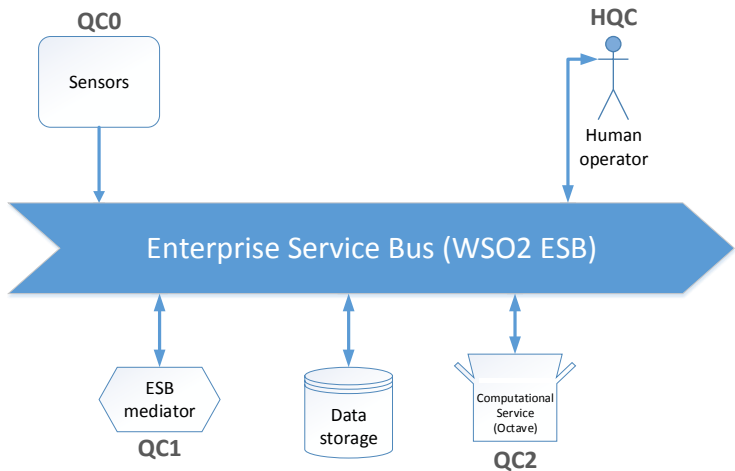 QC0
Sensors
HQC
Human
operator
Enterprise Service Bus (WSO2 ESB)
ESB
mediator
QC1
Data
storage
Computational
Service
(Octave)
QC2